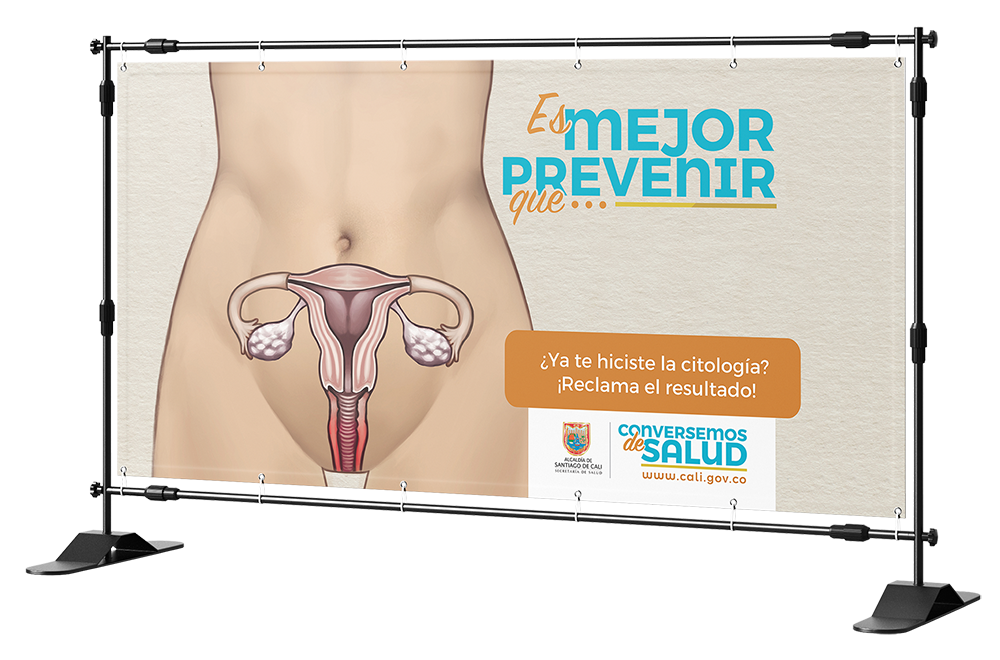 Es MEJOR
PREVENIR
que...
¿Ya te hiciste la citología?
¡Reclama el resultado!
ALCALDÍA DE
SANTIAGO DE CALI
SECRETARÍA DE SALUD
CONVERSEMOS
de SALUD
www.cali.gov.co